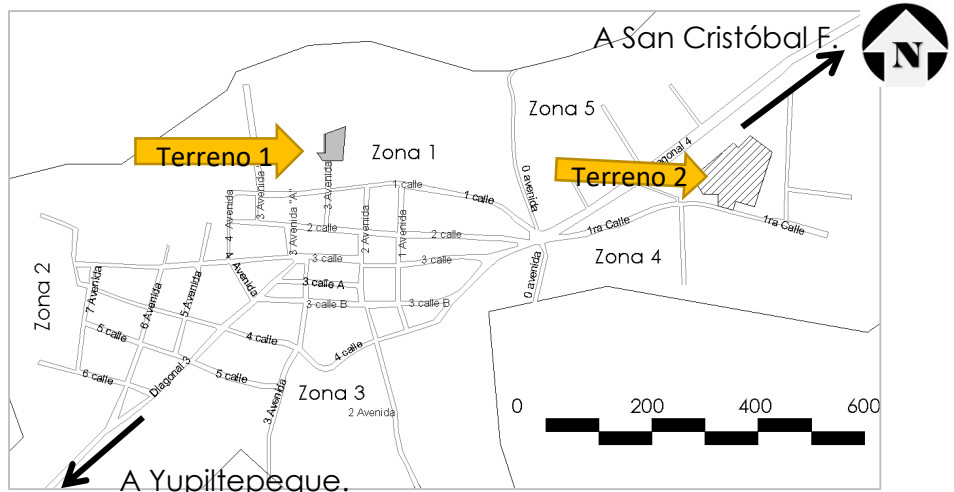 A San Cristóbal F.
N
Zona 5
Terreno 1
Zona 1
Diagonal 4
Terreno 2
0 avenida
1 calle
1 calle
3 Avenida "A"
3 Avenida
4 Avenida
3 Avenida "A"
2 calle
2 Avenida
1 Avenida
2 calle
1ra Calle
1ra Calle
Zona 4
0 avenida
3 calle
3 calle
4 Avenida
3 calle A
3 calle B
3 calle B
Zona 2
7 Avenida
6 Avenida
5 Avenida
5 calle
4 calle
4 calle
6 calle
Diagonal 3
5 calle
3 Avenida
Zona 3
2 Avenida
0 200 400 600
A Yupiltepeque.